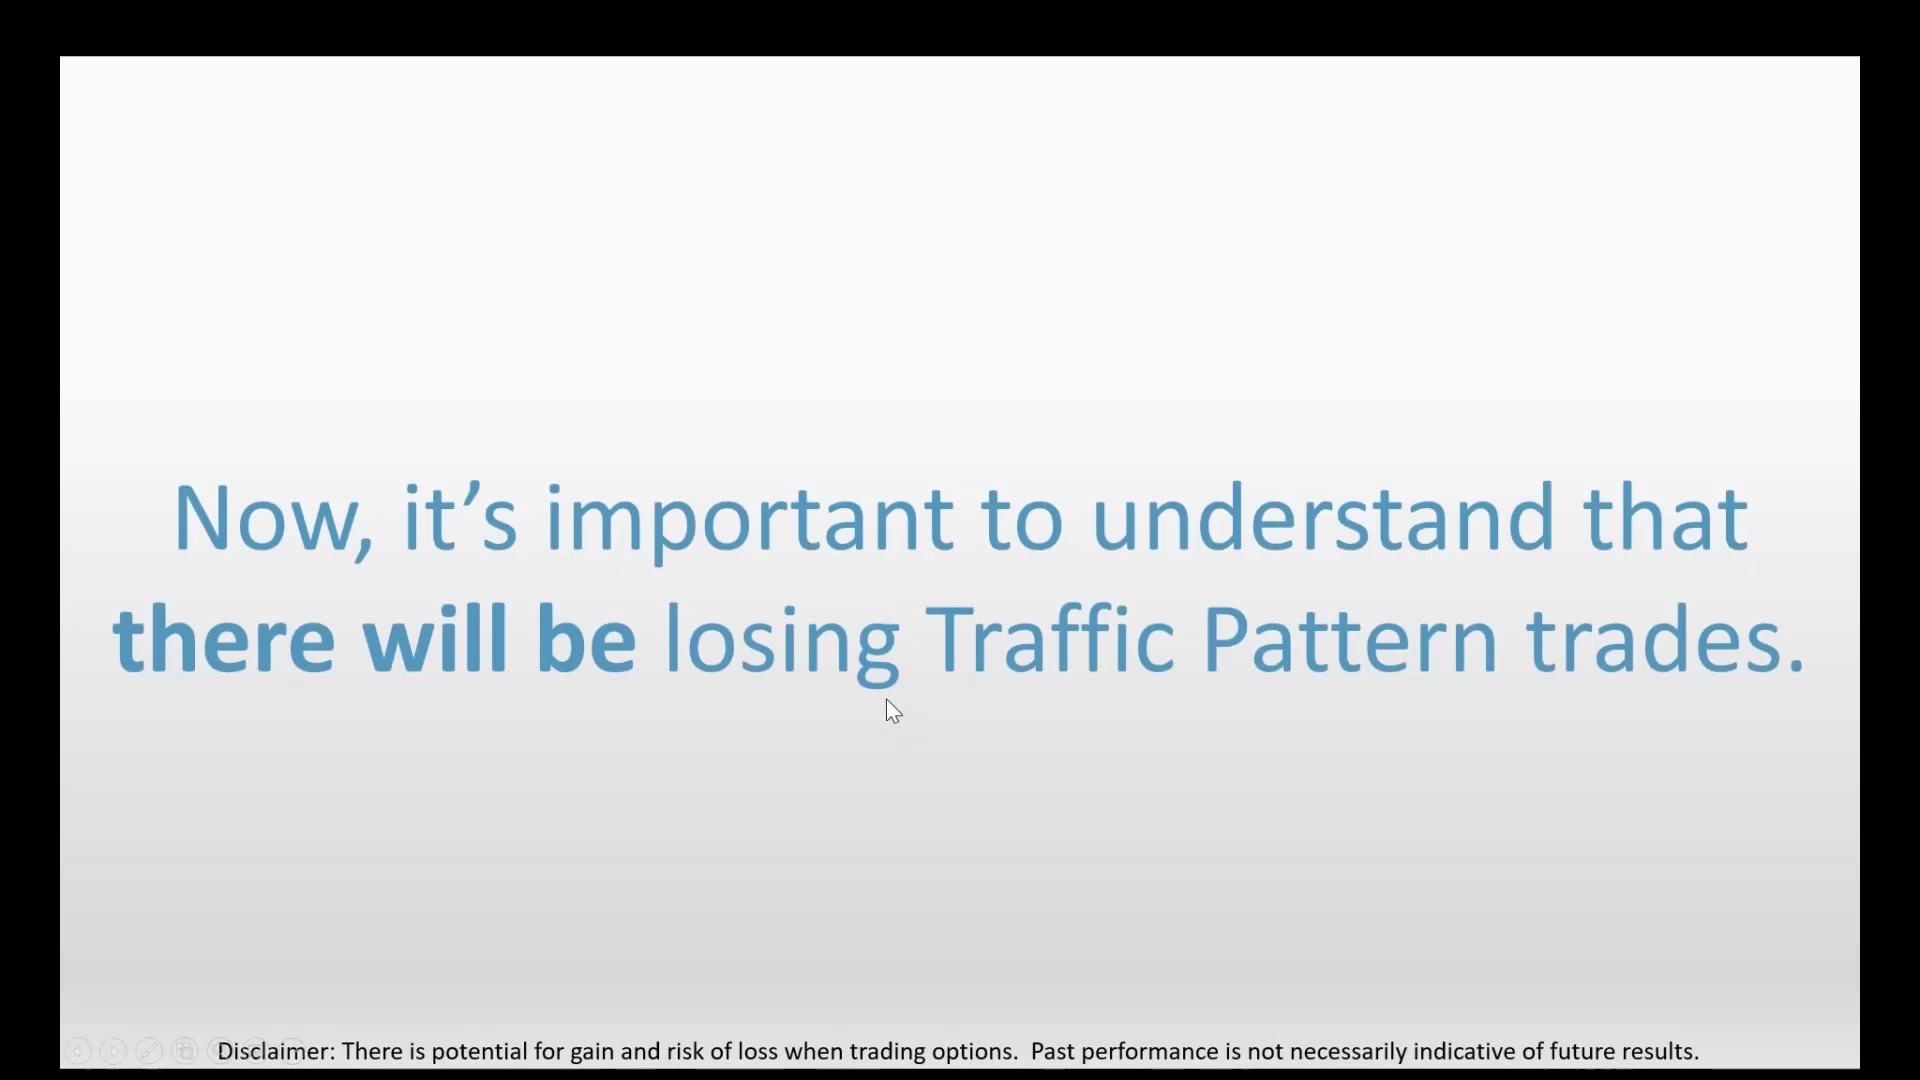 Now, it’s important to understand that
there will be losing Traffic Pattern trades.
Disclaimer: There is potential for gain and risk of loss when trading options.  Past performance is not necessarily indicative of future results.